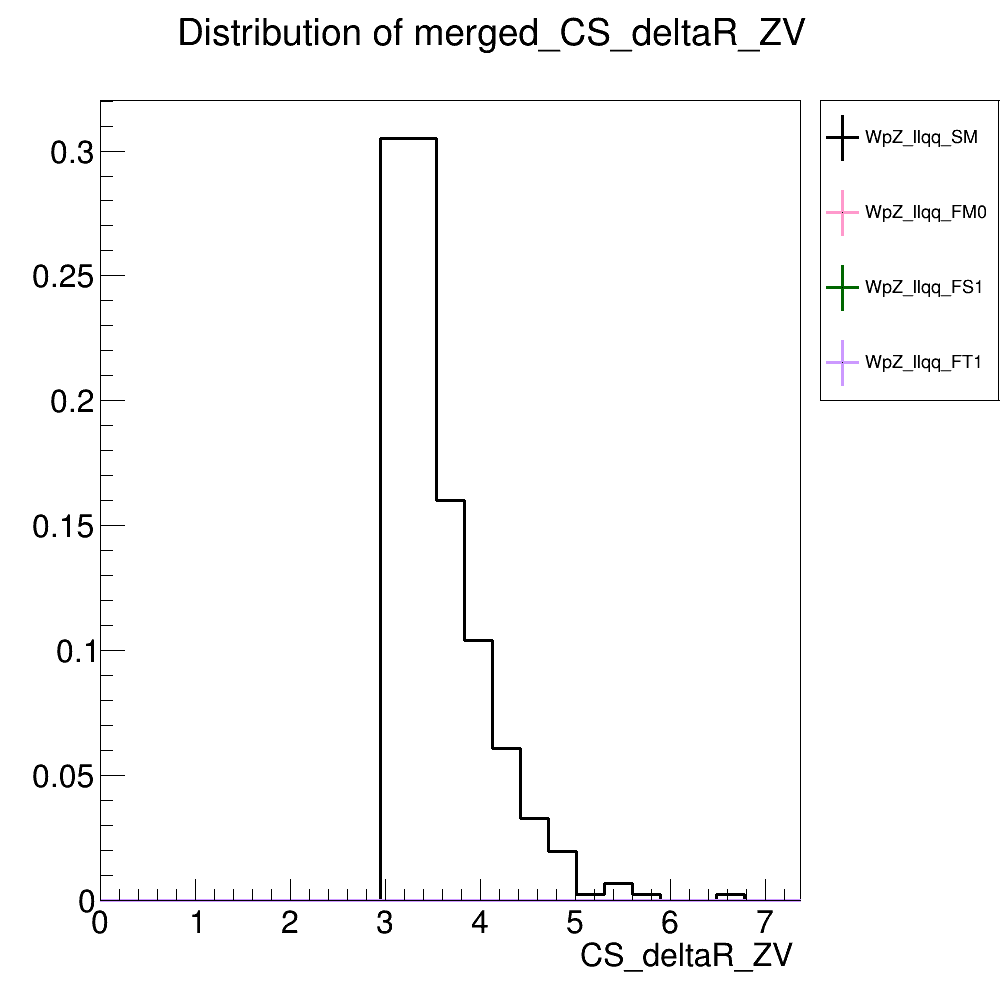 Distribution of merged_CS_deltaR_ZV
0.3
0.25
0.2
0.15
0.1
0.05
0
0 1 2 3 4 5 6 7
CS_deltaR_ZV
WpZ_llqq_SM
WpZ_llqq_FM0
WpZ_llqq_FS1
WpZ_llqq_FT1